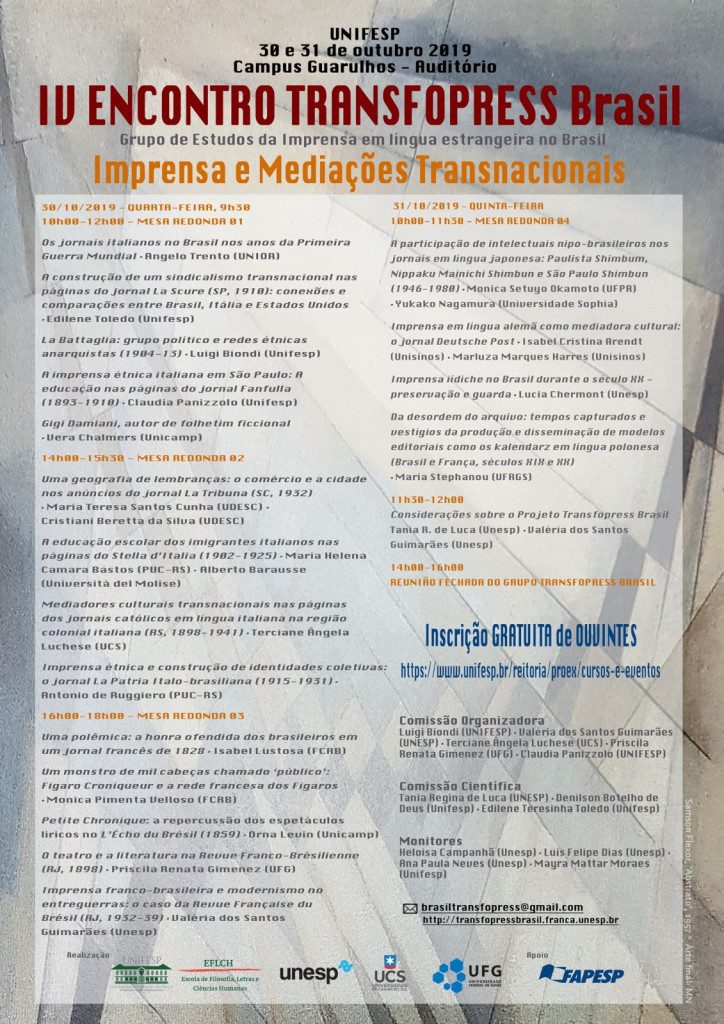 UNIFESP
30 e 31 de outubro 2019
Campus Guarulhos - Auditório
IV ENCONTRO TRANSFOPRESS Brasil
Grupo de Estudos da Imprensa em língua estrangeira no Brasil
Imprensa e Mediações Transnacionais
30/10/2019 - QUARTA-FEIRA, 9h30
10h00-12h00 - MESA REDONDA 01
Os jornais italianos no Brasil nos anos da Primeira
Guerra Mundial · Angelo Trento (UNIOR)
A construção de um sindicalismo transnacional nas
páginas do jornal La Scure (SP, 1910): conexões e
comparações entre Brasil, Itália e Estados Unidos
· Edilene Toledo (Unifesp)
La Battaglia: grupo político e redes étnicas
anarquistas (1904-13) · Luigi Biondi (Unifesp)
A imprensa étnica italiana em São Paulo: A
educação nas páginas do jornal Fanfulla
(1893-1910) · Claudia Panizzolo (Unifesp)
Gigi Damiani, autor de folhetim ficcional
· Vera Chalmers (Unicamp)
14h00-15h30 - MESA REDONDA 02
Uma geografia de lembranças: o comércio e a cidade
nos anúncios do jornal La Tribuna (SC, 1932)
· Maria Teresa Santos Cunha (UDESC) ·
Cristiani Beretta da Silva (UDESC)
A educação escolar dos imigrantes italianos nas
páginas do Stella d'Italia (1902-1925) · Maria Helena
Camara Bastos (PUC-RS) · Alberto Barausse
(Università del Molise)
Mediadores culturais transnacionais nas páginas
dos jornais católicos em língua italiana na região
colonial italiana (RS, 1898-1941) · Terciane Ângela
Luchese (UCS)
Imprensa étnica e construção de identidades coletivas:
o jornal La Patria Italo-brasiliana (1915-1931) ·
Antonio de Ruggiero (PUC-RS)
16h00-18h00 - MESA REDONDA 03
Uma polêmica: a honra ofendida dos brasileiros em
um jornal francês de 1828 · Isabel Lustosa (FCRB)
Um monstro de mil cabeças chamado 'público':
Figaro Croniqueur e a rede francesa dos Figaros
· Monica Pimenta Velloso (FCRB)
Petite Chronique: a repercussão dos espetáculos
líricos no L'Écho du Brésil (1859) · Orna Levin (Unicamp)
O teatro e a literatura na Revue Franco-Brésilienne
(RJ, 1898) · Priscila Renata Gimenez (UFG)
Imprensa franco-brasileira e modernismo no
entreguerras: o caso da Revue Française du
Brésil (RJ, 1932-39) · Valéria dos Santos
Guimarães (Unesp)
31/10/2019 - QUINTA-FEIRA
10h00-11h30 - MESA REDONDA 04
A participação de intelectuais nipo-brasileiros nos
jornais em língua japonesa: Paulista Shimbum,
Nippaku Mainichi Shimbun e São Paulo Shimbun
(1946-1980) · Monica Setuyo Okamoto (UFPR)
· Yukako Nagamura (Universidade Sophia)
Imprensa em língua alemã como mediadora cultural:
o jornal Deutsche Post · Isabel Cristina Arendt
(Unisinos) · Marluza Marques Harres (Unisinos)
Imprensa iídiche no Brasil durante o século XX -
preservação e guarda · Lucia Chermont (Unesp)
Da desordem do arquivo: tempos capturados e
vestígios da produção e disseminação de modelos
editoriais como os kalendarz em língua polonesa
(Brasil e França, séculos XIX e XX)
· Maria Stephanou (UFRGS)
11h30-12h00
Considerações sobre o Projeto Transfopress Brasil
Tania R. de Luca (Unesp) · Valéria dos Santos
Guimarães (Unesp)
14h00-16h00
REUNIÃO FECHADA DO GRUPO TRANSFOPRESS BRASIL
Inscrição GRATUITA de OUVINTES
https://www.unifesp.br/reitoria/proex/cursos-e-eventos
Comissão Organizadora
Luigi Biondi (UNIFESP) · Valéria dos Santos Guimarães
(UNESP) · Terciane Ângela Luchese (UCS) · Priscila
Renata Gimenez (UFG) · Claudia Panizzolo (UNIFESP)
Comissão Científica
Tania Regina de Luca (UNESP) · Denilson Botelho de
Deus (Unifesp) · Edilene Teresinha Toledo (Unifesp)
Monitores
Heloisa Campanhã (Unesp) · Luis Felipe Dias (Unesp) ·
Ana Paula Neves (Unesp) · Mayra Mattar Moraes
(Unifesp)
brasiltransfopress@gmail.com
http://transfopressbrasil.franca.unesp.br
Samson Flexor, 'Abstrato', 1957
Realização
UNIFESP
EFLCH
Escola de Filosofia, Letras e
Ciências Humanas
unesp
UCS
UNIVERSIDADE
DE CAXIAS DO SUL
UFG
UNIVERSIDADE
FEDERAL DE GOIÁS
Apoio
FAPESP